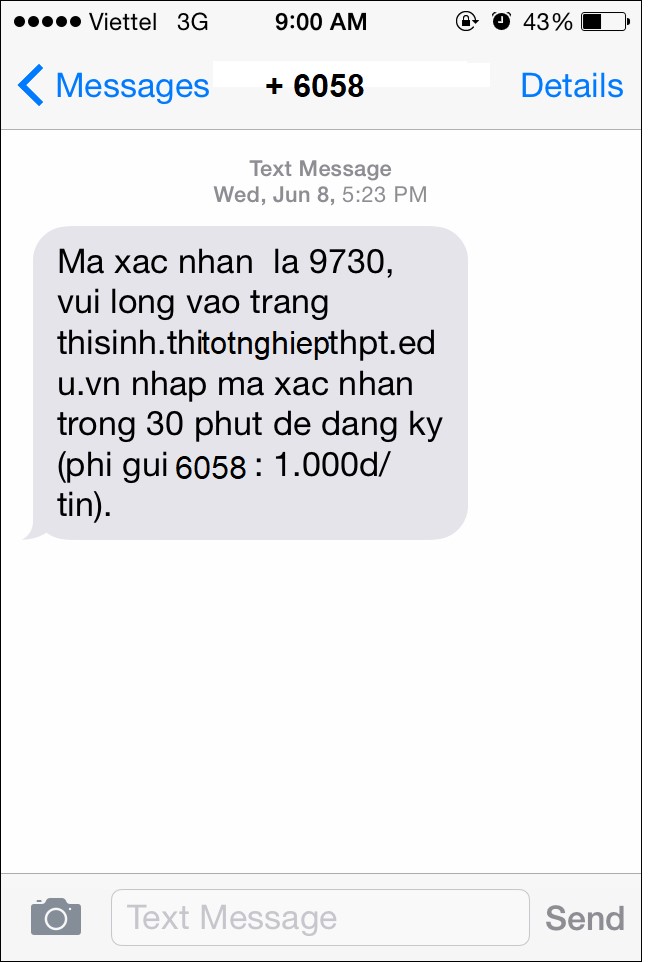 Viettel 3G 9:00 AM 43%
Messages + 6058 Details
Text Message
Wed, Jun 8, 5:23 PM
Ma xac nhan la 9730,
vui long vao trang
thisinh.thitotnghiepthpt.ed
u.vn nhap ma xac nhan
trong 30 phut de dang ky
(phi gui 6058 : 1.000d/
tin).
Text Message Send